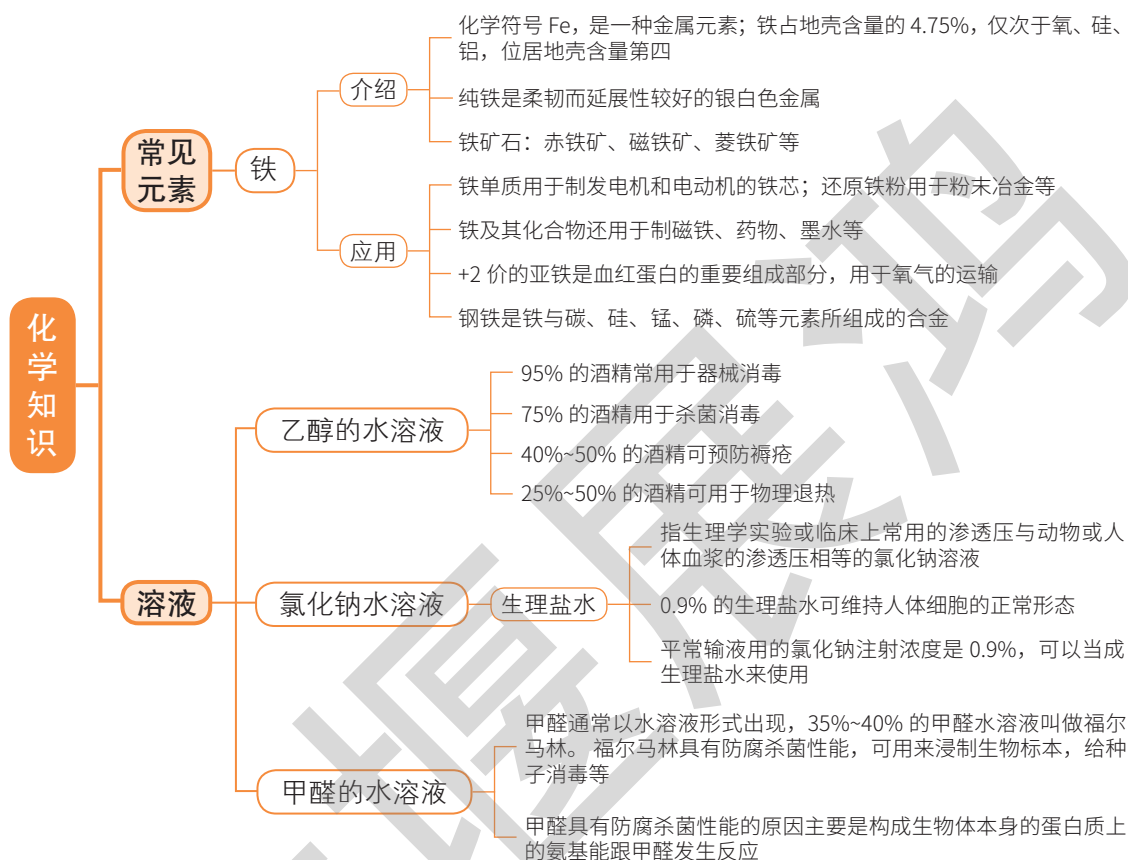 化学知识
常见
元素
铁
介绍
化学符号 Fe，是一种金属元素；铁占地壳含量的 4.75%，仅次于氧、硅、
铝，位居地壳含量第四
纯铁是柔韧而延展性较好的银白色金属
铁矿石：赤铁矿、磁铁矿、菱铁矿等
应用
铁单质用于制发电机和电动机的铁芯；还原铁粉用于粉末冶金等
铁及其化合物还用于制磁铁、药物、墨水等
+2 价的亚铁是血红蛋白的重要组成部分，用于氧气的运输
钢铁是铁与碳、硅、锰、磷、硫等元素所组成的合金
溶液
乙醇的水溶液
95% 的酒精常用于器械消毒
75% 的酒精用于杀菌消毒
40%~50% 的酒精可预防褥疮
25%~50% 的酒精可用于物理退热
氯化钠水溶液
生理盐水
指生理学实验或临床上常用的渗透压与动物或人
体血浆的渗透压相等的氯化钠溶液
0.9% 的生理盐水可维持人体细胞的正常形态
平常输液用的氯化钠注射浓度是 0.9%，可以当成
生理盐水来使用
甲醛的水溶液
甲醛通常以水溶液形式出现，35%~40% 的甲醛水溶液叫做福尔
马林。 福尔马林具有防腐杀菌性能，可用来浸制生物标本，给种
子消毒等
甲醛具有防腐杀菌性能的原因主要是构成生物体本身的蛋白质上
的氨基能跟甲醛发生反应
展鸿